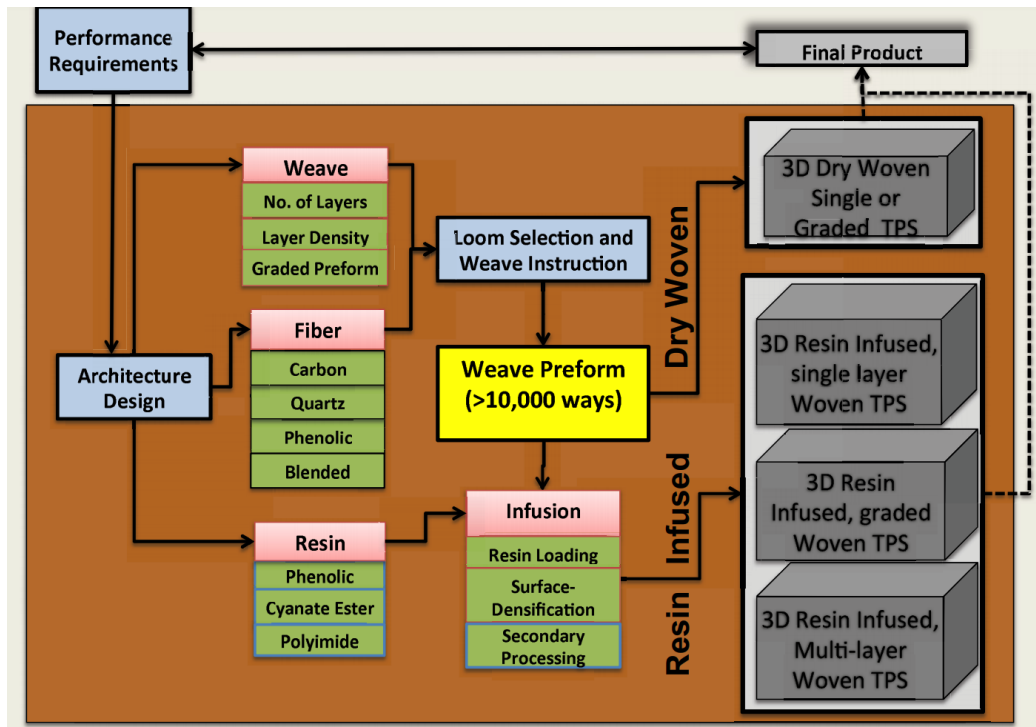 Performance
Requirements
Final Product
Weave
No. of Layers
Layer Density
Graded Preform
Fiber
Carbon
Quartz
Phenolic
Blended
Architecture
Design
Resin
Phenolic
Cyanate Ester
Polyimide
Loom Selection and
Weave Instruction
Weave Preform
(>10,000 ways)
Infusion
Resin Loading
Surface-
Densification
Secondary
Processing
Dry Woven
Resin Infused
3D Dry Woven
Single or
Graded TPS
3D Resin Infused,
single layer
Woven TPS
3D Resin
Infused, graded
Woven TPS
3D Resin Infused,
Multi-layer
Woven TPS